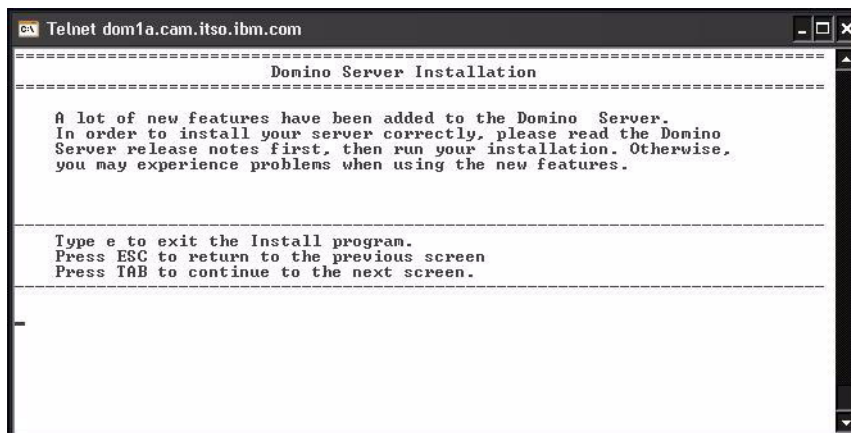 Telnet dom1a.cam.itso.ibm.com
Domino Server Installation
A lot of new features have been added to the Domino Server.
In order to install your server correctly, please read the Domino
Server release notes first, then run your installation. Otherwise,
you may experience problems when using the new features.
Type e to exit the Install program.
Press ESC to return to the previous screen
Press TAB to continue to the next screen.